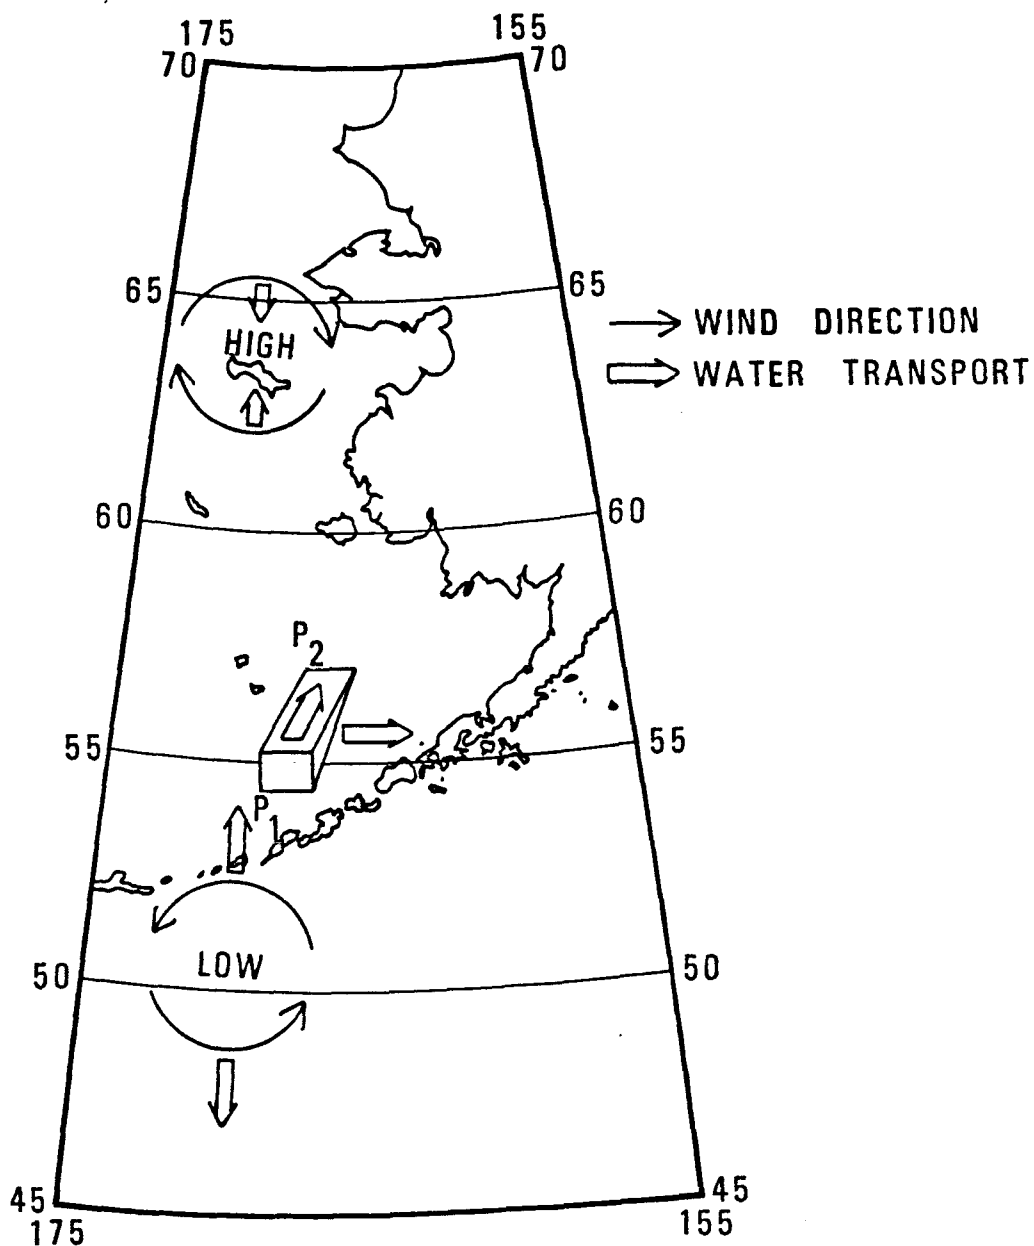 175 155
70 70
65 65
WIND DIRECTION
HIGH
WATER TRANSPORT
60 60
P2
55 55
P1
LOW
50 50
45 45
175 155